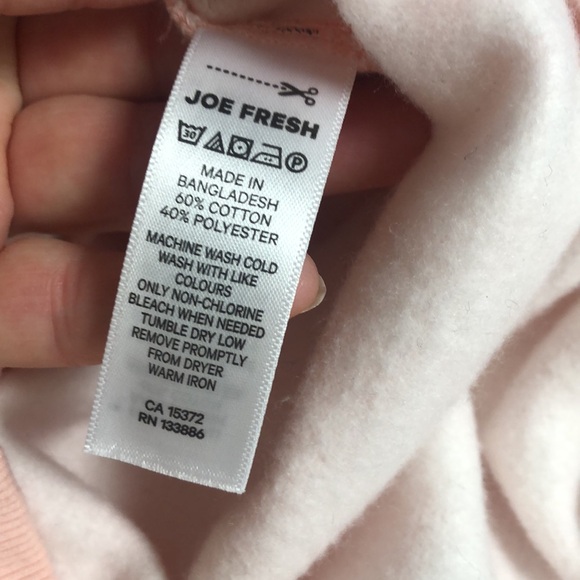 JOE FRESH
30
P
MADE IN
BANGLADESH
60% COTTON
40% POLYESTER
MACHINE WASH COLD
WASH WITH LIKE
COLOURS
ONLY NON-CHLORINE
BLEACH WHEN NEEDED
TUMBLE DRY LOW
REMOVE PROMPTLY
FROM DRYER
WARM IRON
CA 15372
RN 133886